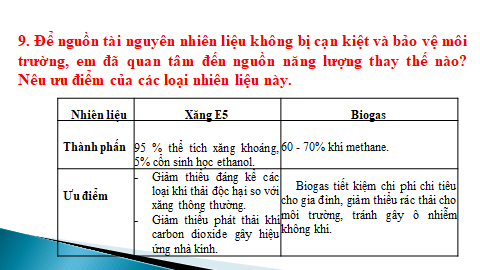 9. Để nguồn tài nguyên nhiên liệu không bị cạn kiệt và bảo vệ môi
trường, em đã quan tâm đến nguồn năng lượng thay thế nào?
Nêu ưu điểm của các loại nhiên liệu này.
Nhiên liệu Xăng E5 Biogas
Thành phần 95 % thể tích xăng khoáng, 60 - 70% khí methane.
5% cồn sinh học ethanol.
Ưu điểm
- Giảm thiểu đáng kể các
loại khí thải độc hại so với
xăng thông thường.
- Giảm thiểu phát thải khí
carbon dioxide gây hiệu
ứng nhà kính.
Biogas tiết kiệm chi phí chi tiêu
cho gia đình, giảm thiểu rác thải cho
môi trường, tránh gây ô nhiễm
không khí.